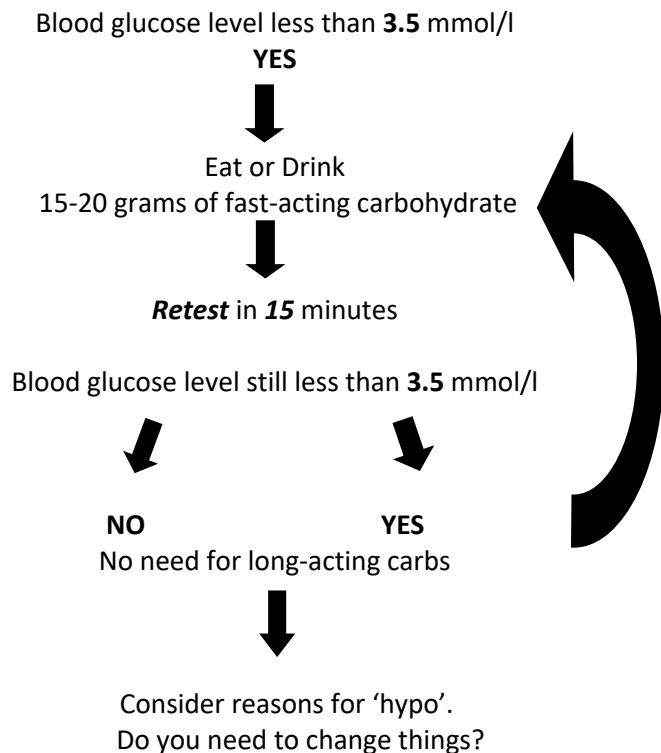 Blood glucose level less than 3.5 mmol/l
YES
Eat or Drink
15-20 grams of fast-acting carbohydrate
Retest in 15 minutes
Blood glucose level still less than 3.5 mmol/l
NO YES
No need for long-acting carbs
Consider reasons for ‘hypo’.
Do you need to change things?